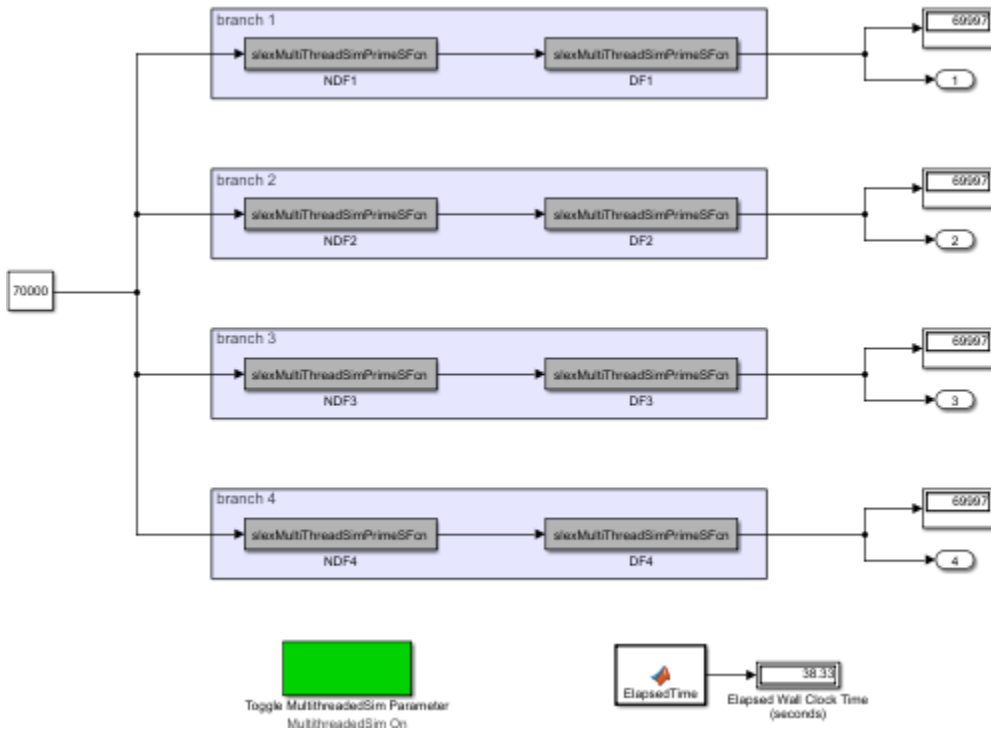 branch 1
slexMultiThreadSimPrimeSFcn
NDF1
slexMultiThreadSimPrimeSFcn
DF1
69997
1
branch 2
slexMultiThreadSimPrimeSFcn
NDF2
slexMultiThreadSimPrimeSFcn
DF2
69997
2
70000
branch 3
slexMultiThreadSimPrimeSFcn
NDF3
slexMultiThreadSimPrimeSFcn
DF3
69997
3
branch 4
slexMultiThreadSimPrimeSFcn
NDF4
slexMultiThreadSimPrimeSFcn
DF4
69997
4
Toggle MultithreadedSim Parameter
MultithreadedSim On
ElapsedTime
38.33
Elapsed Wall Clock Time
(seconds)